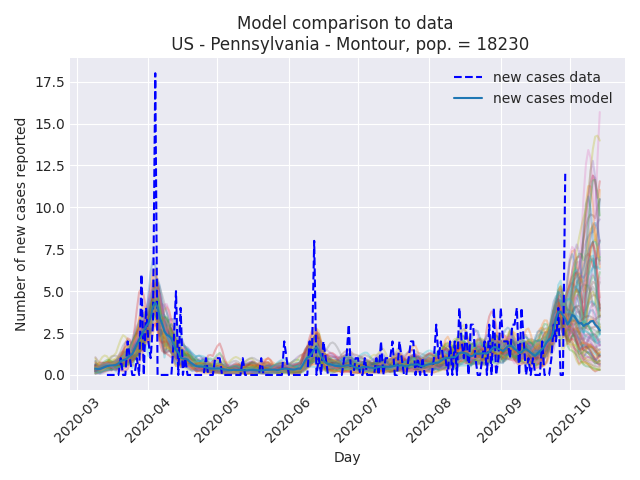 Model comparison to data
US - Pennsylvania - Montour, pop. = 18230
new cases data
new cases model
Number of new cases reported
17.5
15.0
12.5
10.0
7.5
5.0
2.5
0.0
2020-03
2020-04
2020-05
2020-06
2020-07
2020-08
2020-09
2020-10
Day